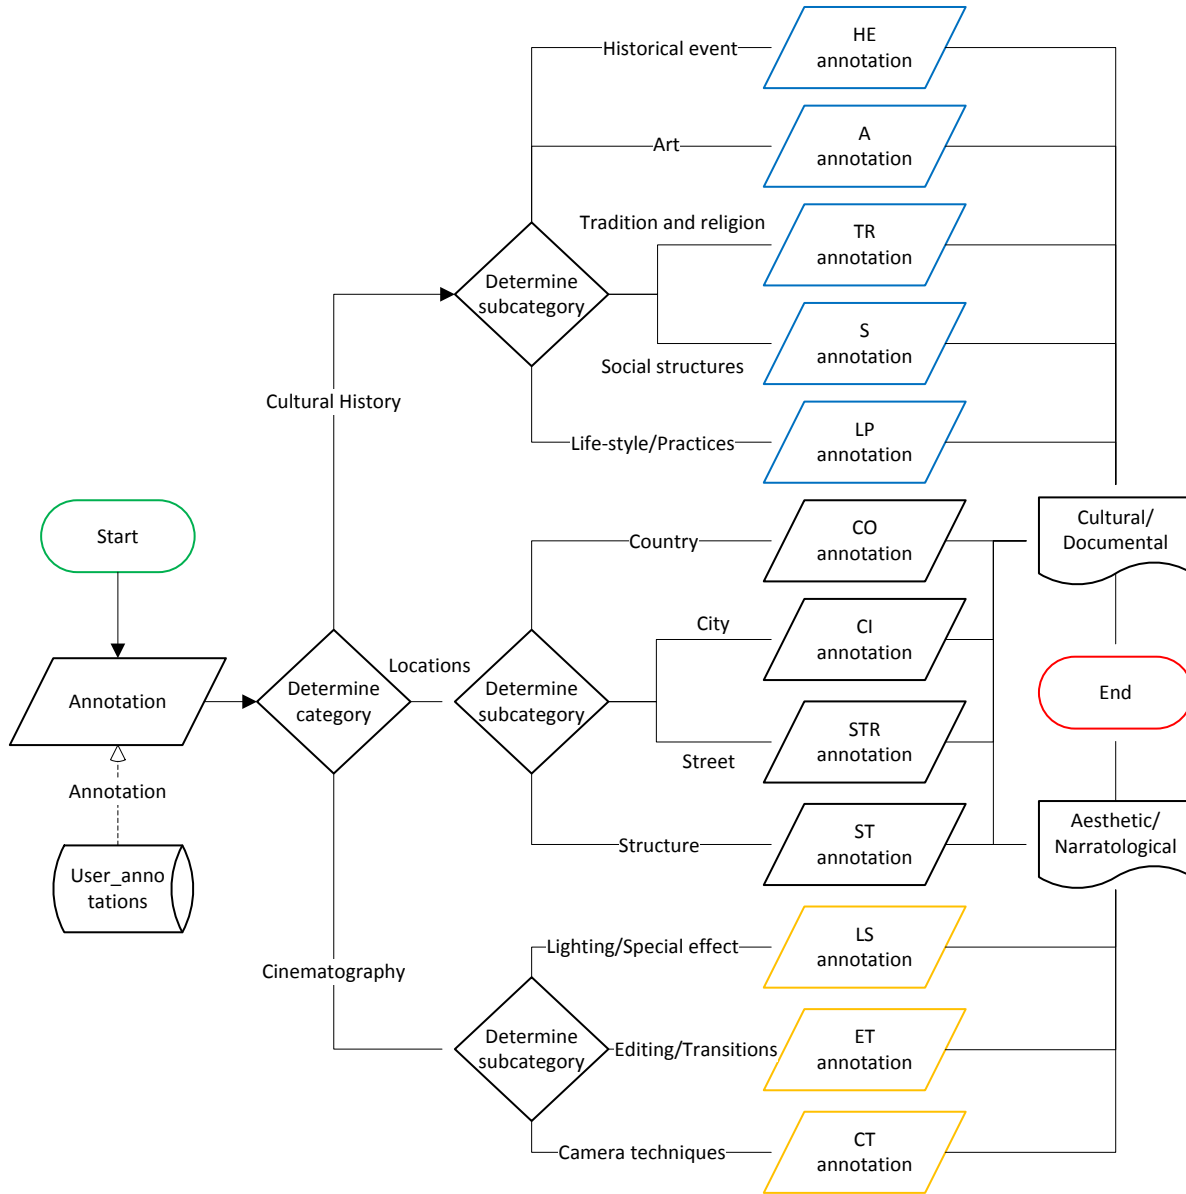 Historical event
HE
annotation
Art
A
annotation
Tradition and religion
TR
annotation
Determine
subcategory
Social structures
S
annotation
Cultural History
Life-style/Practices
LP
annotation
Start
Country
CO
annotation
Cultural/
Documental
City
CI
annotation
Locations
Annotation
Determine
category
Determine
subcategory
End
Street
STR
annotation
Annotation
Structure
ST
annotation
Aesthetic/
Narratological
User_anno
tations
Cinematography
Lighting/Special effect
LS
annotation
Determine
subcategory
Editing/Transitions
ET
annotation
Camera techniques
CT
annotation